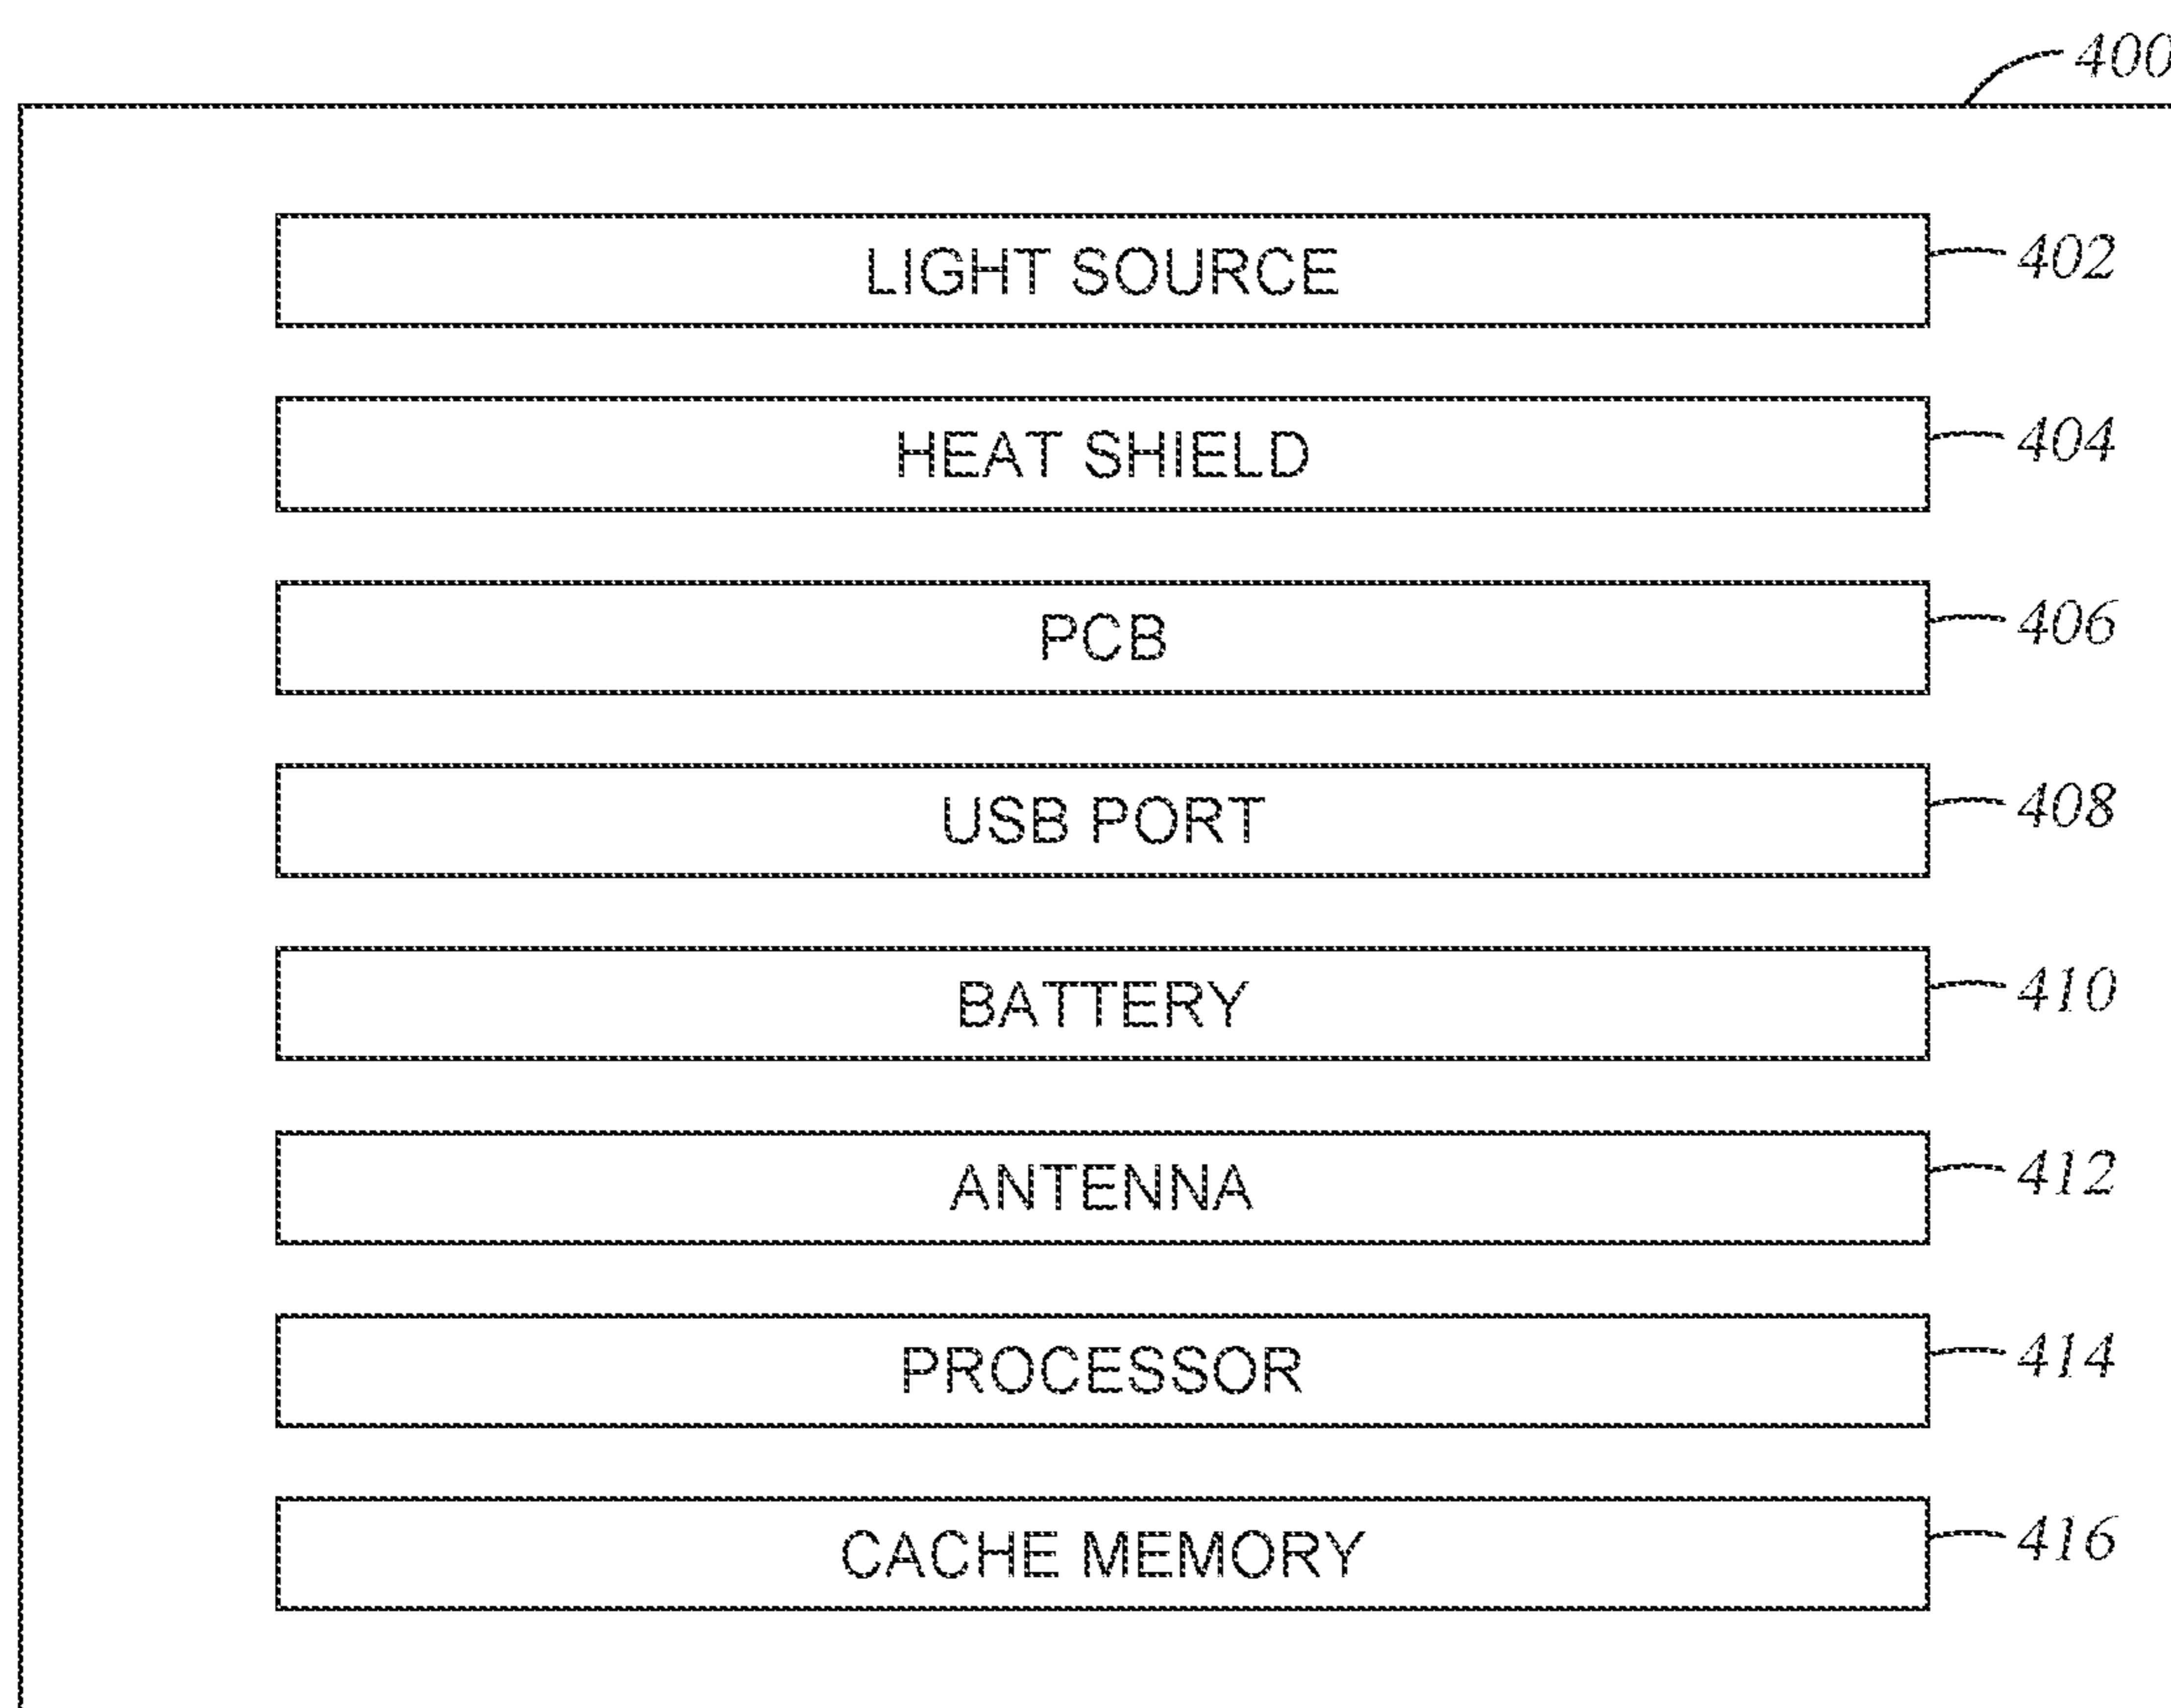 400
LIGHT SOURCE 402
HEAT SHIELD 404
PCB 406
USB PORT 408
BATTERY 410
ANTENNA 412
PROCESSOR 414
CACHE MEMORY 416